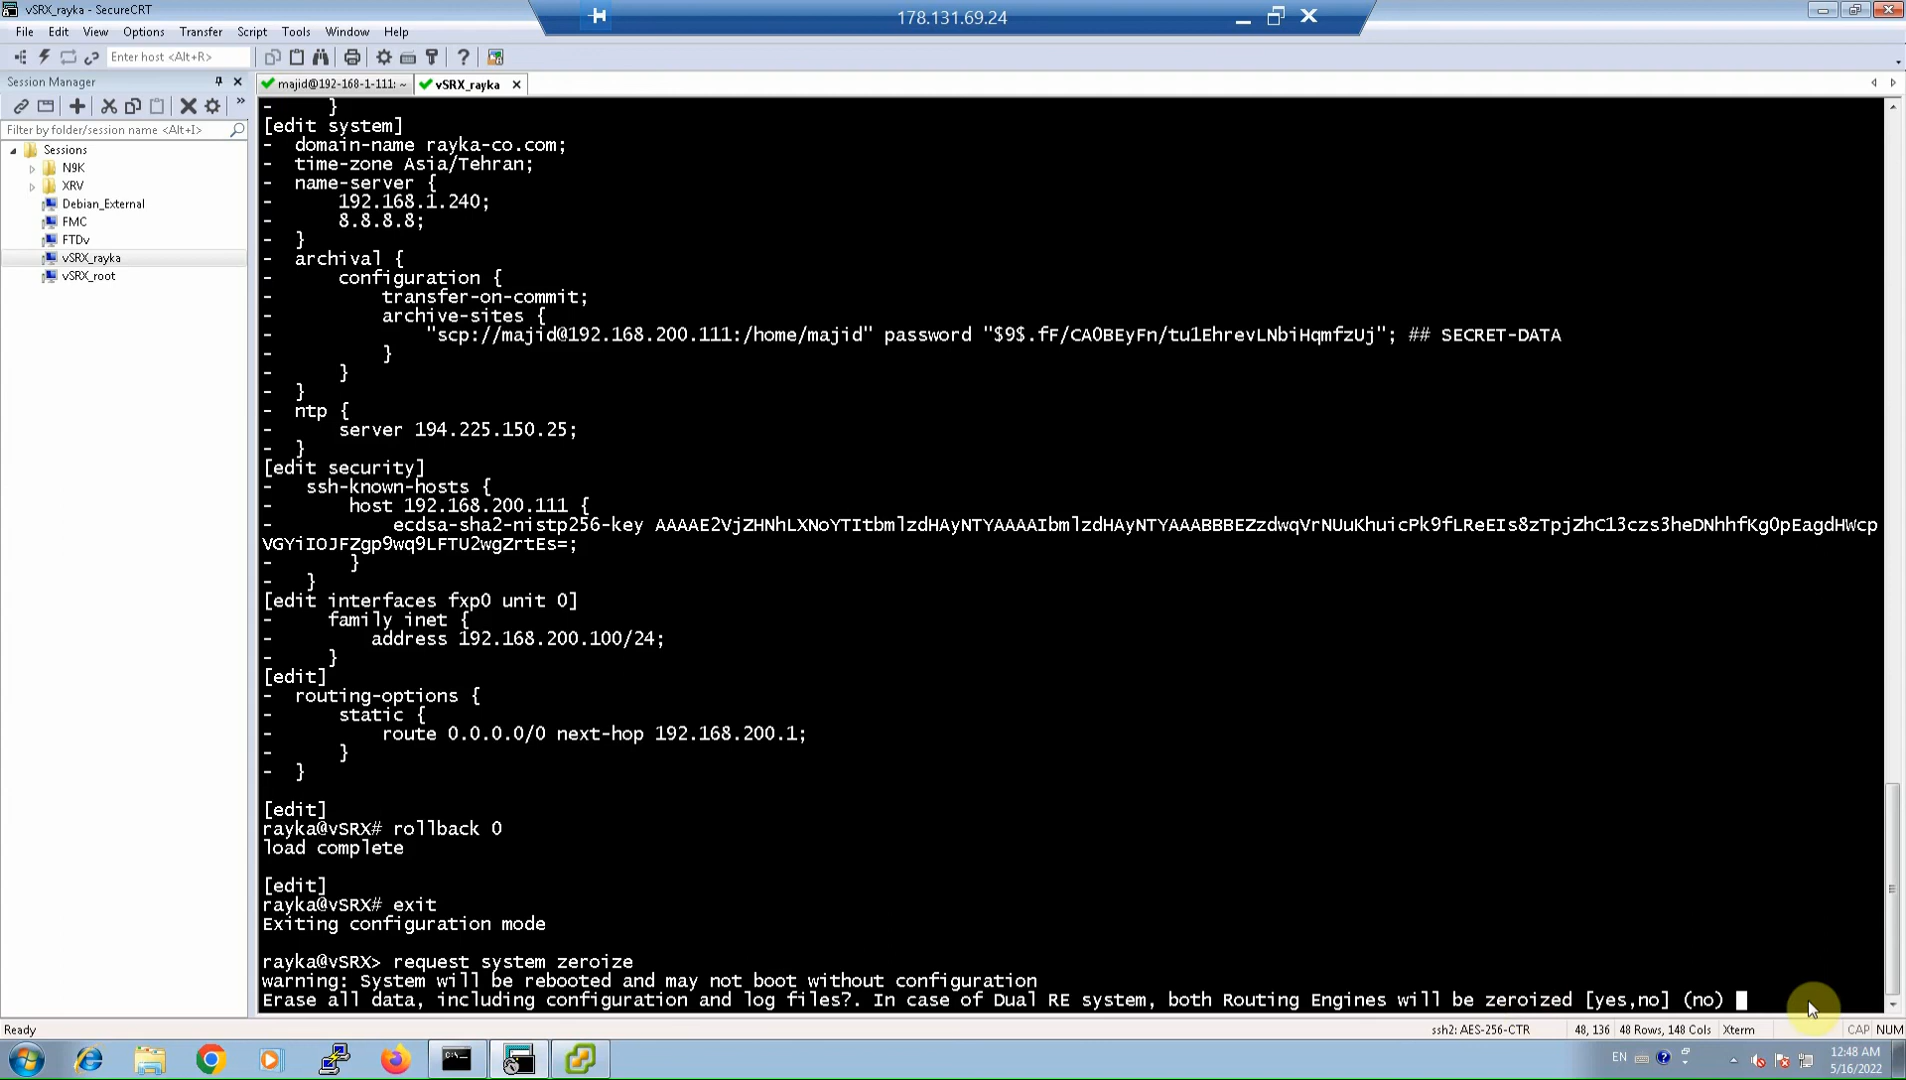 vSRX_rayka - SecureCRT
178.131.69.24
File Edit View Options Transfer Script Tools Window Help
Enter host <Alt+R>
Session Manager
majid@192-168-1-111: ~
vSRX_rayka
Filter by folder/session name <Alt+I>
Sessions
N9K
XRV
Debian_External
FMC
FTDv
vSRX_rayka
vSRX_root
-      }
[edit system]
-  domain-name rayka-co.com;
-  time-zone Asia/Tehran;
-  name-server {
-      192.168.1.240;
-      8.8.8.8;
-  }
-  archival {
-      configuration {
-          transfer-on-commit;
-          archive-sites {
-              "scp://majid@192.168.200.111:/home/majid" password "$9$.fF/CA0BEyFn/tu1EhrevLNbiHqmfzUj"; ## SECRET-DATA
-          }
-      }
-  }
-  ntp {
-      server 194.225.150.25;
-  }
[edit security]
-   ssh-known-hosts {
-       host 192.168.200.111 {
-           ecdsa-sha2-nistp256-key AAAAE2VjZHNhLXNoYTItbmlzdHAyNTYAAAAIbmlzdHAyNTYAAABBBEZzdwqVrNUuKhuicPk9fLReEIs8zTpjZhC13czs3heDNhhfKg0pEagdHWcp
VGYiIOJFZgp9wq9LFTU2wgZrtEs=;
-       }
-   }
[edit interfaces fxp0 unit 0]
-     family inet {
-         address 192.168.200.100/24;
-     }
[edit]
-  routing-options {
-      static {
-          route 0.0.0.0/0 next-hop 192.168.200.1;
-      }
-  }
[edit]
rayka@vSRX# rollback 0
load complete
[edit]
rayka@vSRX# exit
Exiting configuration mode
rayka@vSRX> request system zeroize
warning: System will be rebooted and may not boot without configuration
Erase all data, including configuration and log files?. In case of Dual RE system, both Routing Engines will be zeroized [yes,no] (no)
Ready
ssh2: AES-256-CTR
48, 136
48 Rows, 148 Cols
Xterm
CAP NUM
EN
12:48 AM
5/16/2022